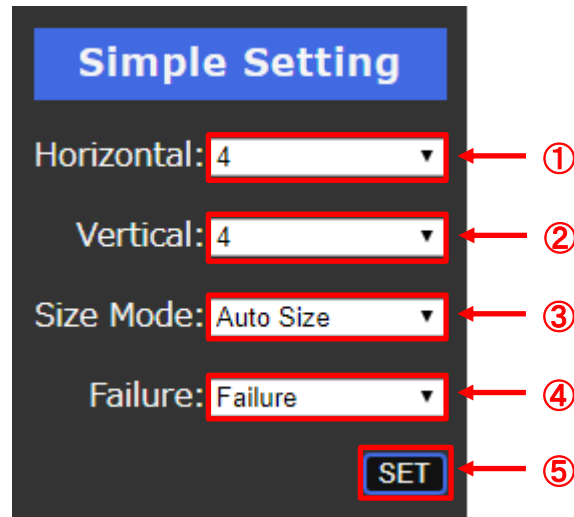 Simple Setting
Horizontal: 4 ▼ ①
Vertical: 4 ▼ ②
Size Mode: Auto Size ▼ ③
Failure: Failure ▼ ④
SET ⑤